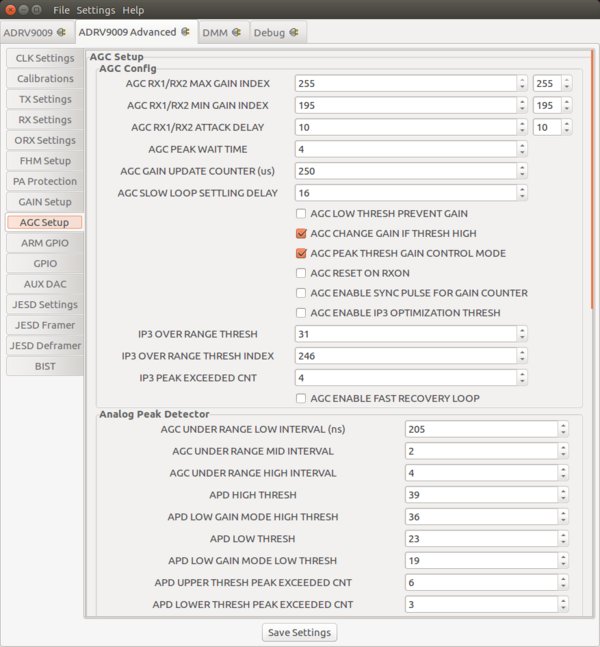 File Settings Help
ADRV9009 ADRV9009 Advanced DMM Debug
CLK Settings
Calibrations
TX Settings
RX Settings
ORX Settings
FHM Setup
PA Protection
GAIN Setup
AGC Setup
ARM GPIO
GPIO
AUX DAC
JESD Settings
JESD Framer
JESD Deframer
BIST
AGC Setup
AGC Config
AGC RX1/RX2 MAX GAIN INDEX 255 255
AGC RX1/RX2 MIN GAIN INDEX 195 195
AGC RX1/RX2 ATTACK DELAY 10 10
AGC PEAK WAIT TIME 4
AGC GAIN UPDATE COUNTER (us) 250
AGC SLOW LOOP SETTLING DELAY 16
AGC LOW THRESH PREVENT GAIN
AGC CHANGE GAIN IF THRESH HIGH
AGC PEAK THRESH GAIN CONTROL MODE
AGC RESET ON RXON
AGC ENABLE SYNC PULSE FOR GAIN COUNTER
AGC ENABLE IP3 OPTIMIZATION THRESH
IP3 OVER RANGE THRESH 31
IP3 OVER RANGE THRESH INDEX 246
IP3 PEAK EXCEEDED CNT 4
AGC ENABLE FAST RECOVERY LOOP
Analog Peak Detector
AGC UNDER RANGE LOW INTERVAL (ns) 205
AGC UNDER RANGE MID INTERVAL 2
AGC UNDER RANGE HIGH INTERVAL 4
APD HIGH THRESH 39
APD LOW GAIN MODE HIGH THRESH 36
APD LOW THRESH 23
APD LOW GAIN MODE LOW THRESH 19
APD UPPER THRESH PEAK EXCEEDED CNT 6
APD LOWER THRESH PEAK EXCEEDED CNT 3
Save Settings